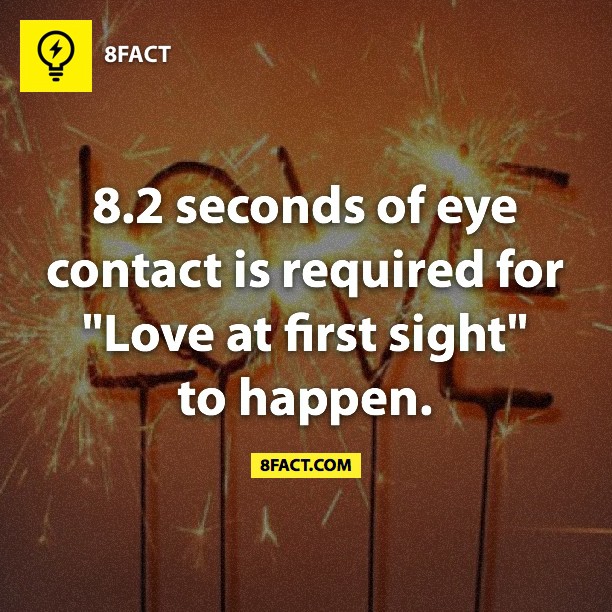 8FACT
8.2 seconds of eye
contact is required for
"Love at first sight"
to happen.
8FACT.COM
LOVE